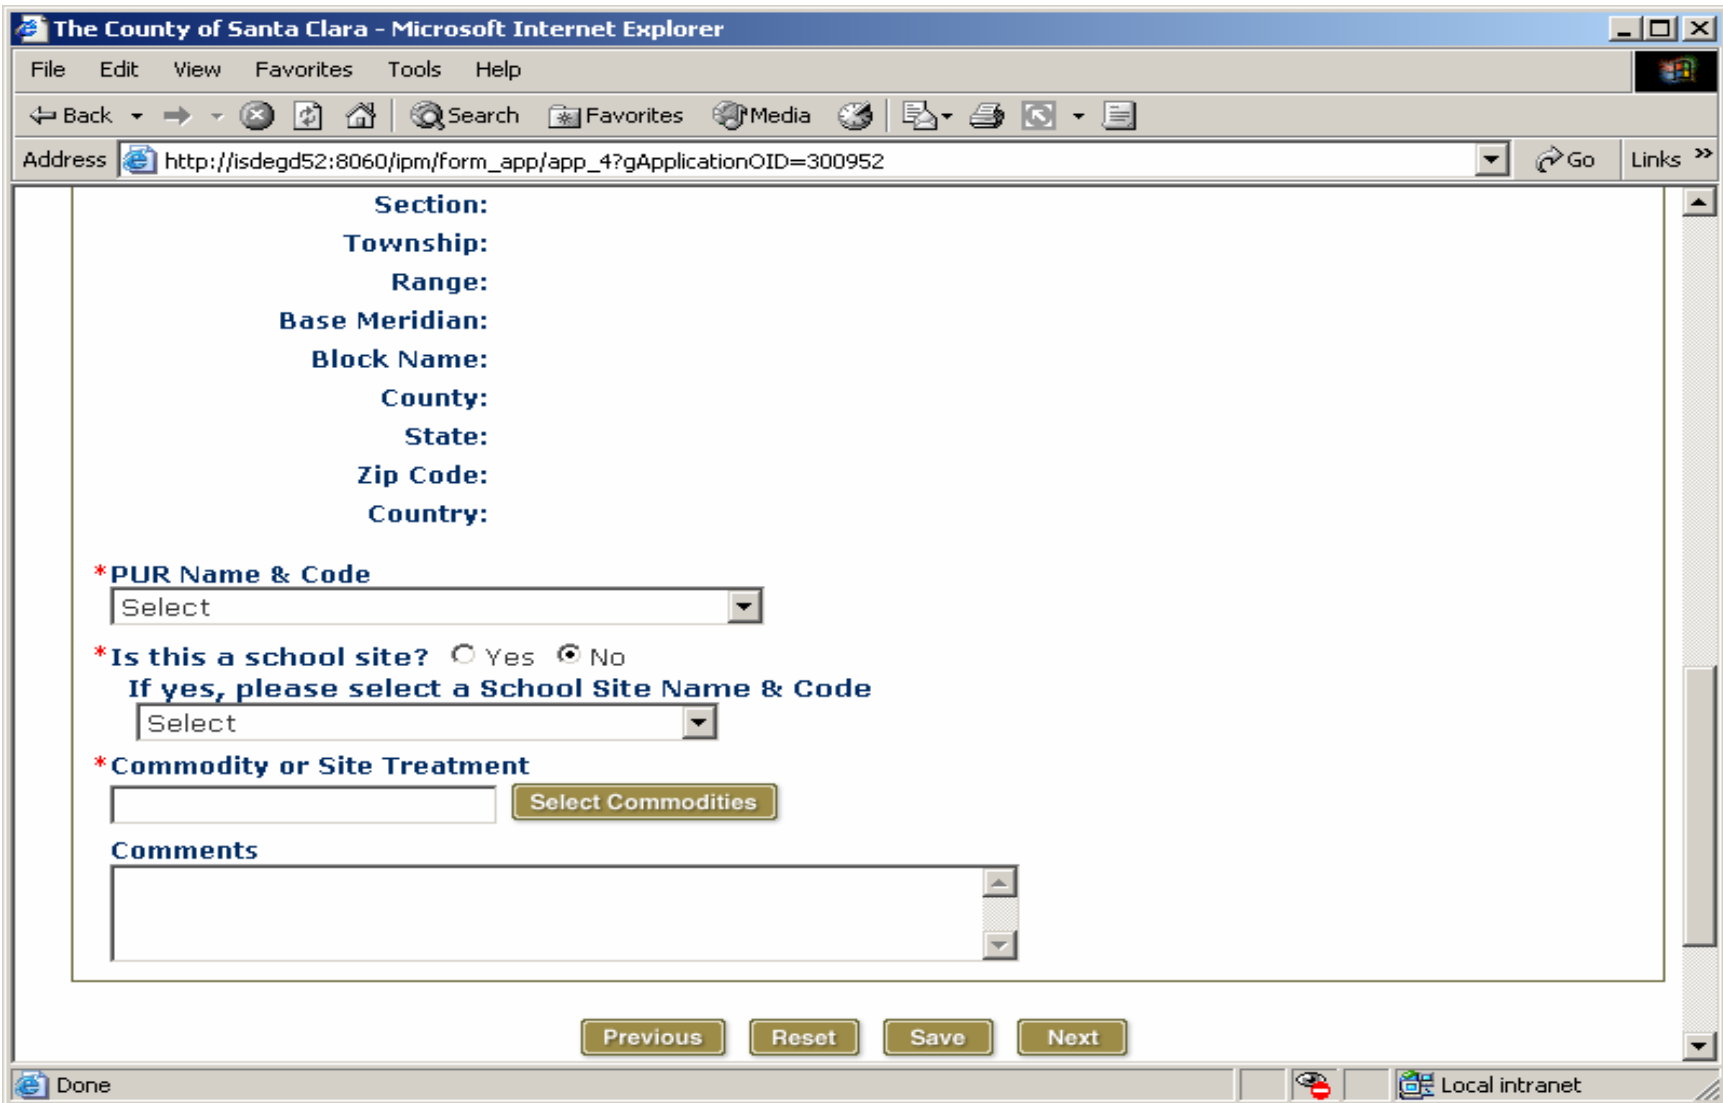 The County of Santa Clara - Microsoft Internet Explorer
File Edit View Favorites Tools Help
Back Search Favorites Media
Address http://isdegd52:8060/ipm/form_app/app_4?gApplicationOID=300952 Go Links »
Section:
Township:
Range:
Base Meridian:
Block Name:
County:
State:
Zip Code:
Country:
*PUR Name & Code
Select
*Is this a school site? Yes No
If yes, please select a School Site Name & Code
Select
*Commodity or Site Treatment
Select Commodities
Comments
Previous Reset Save Next
Done Local intranet